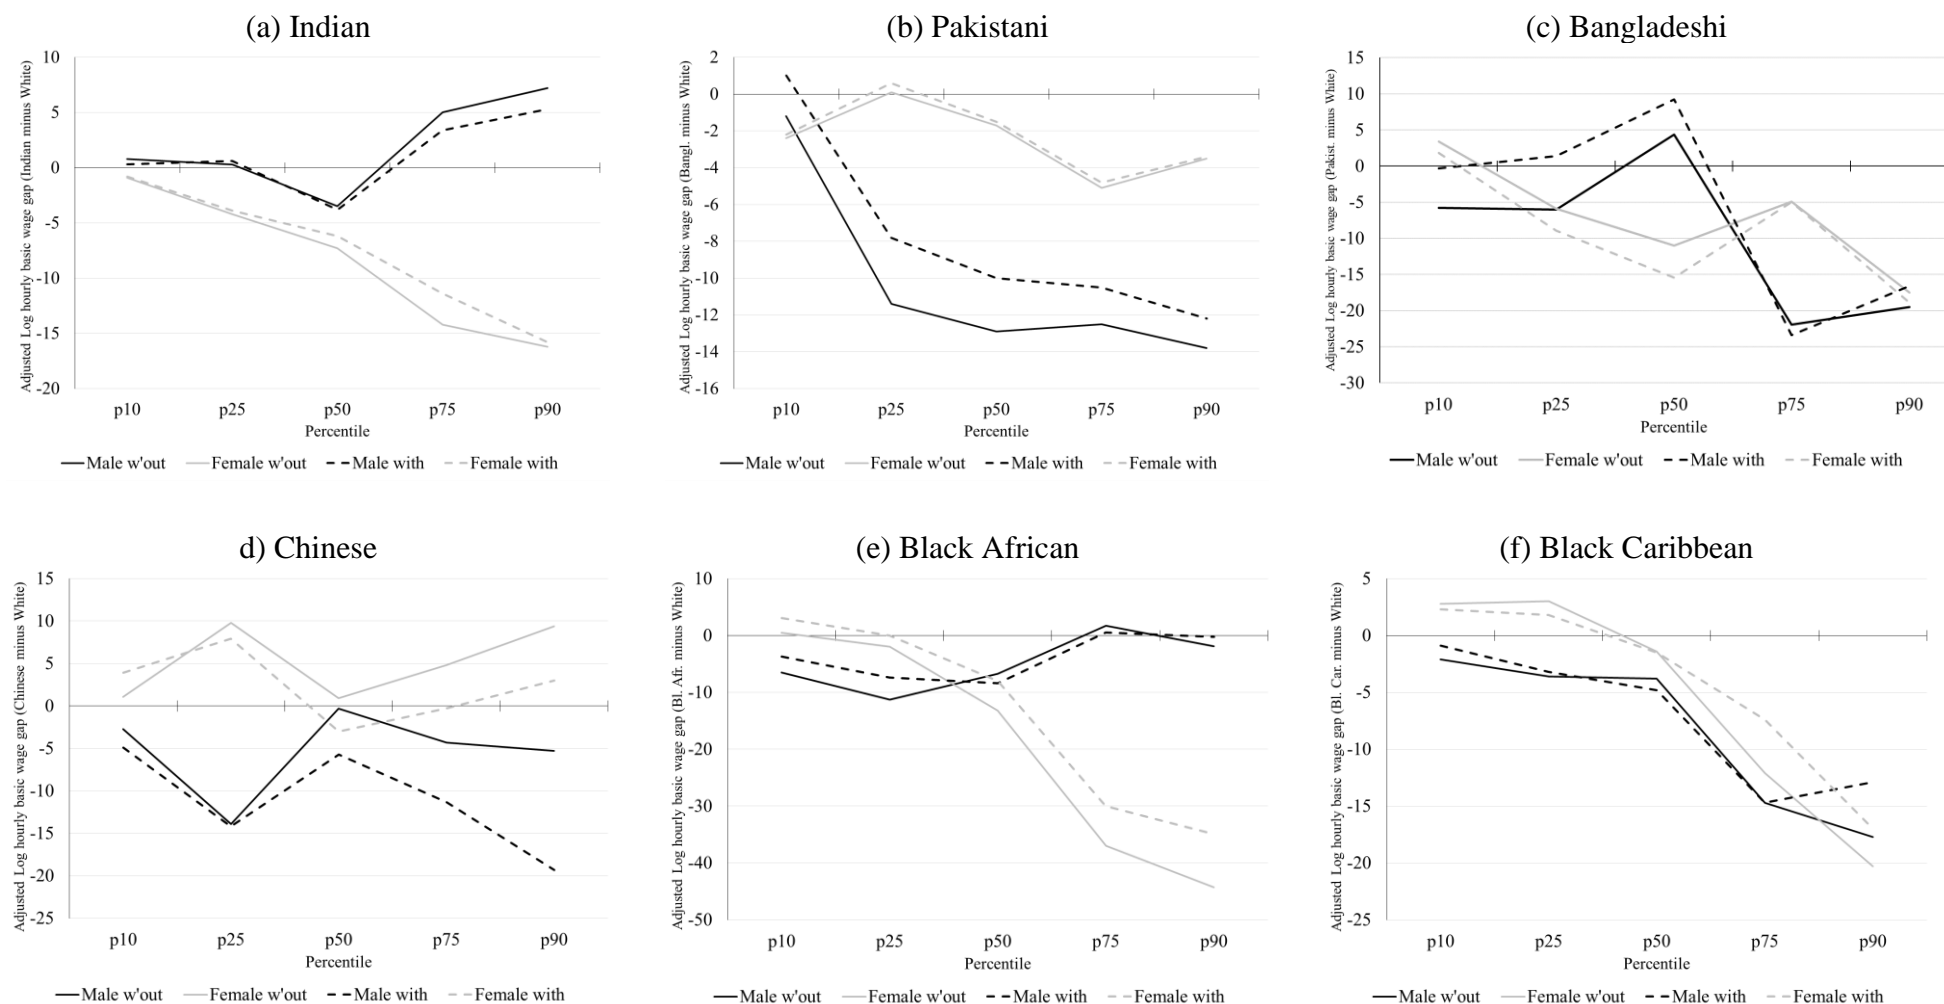 (a) Indian
Adjusted Log hourly basic wage gap (Indian minus White)
10
5
0
-5
-10
-15
-20
p10 p25 p50 p75 p90
Percentile
Male w'out Female w'out Male with Female with
(b) Pakistani
Adjusted Log hourly basic wage gap (Bangl. minus White)
2
0
-2
-4
-6
-8
-10
-12
-14
-16
p10 p25 p50 p75 p90
Percentile
Male w'out Female w'out Male with Female with
(c) Bangladeshi
Adjusted Log hourly basic wage gap (Pakist. minus White)
15
10
5
0
-5
-10
-15
-20
-25
-30
p10 p25 p50 p75 p90
Percentile
Male w'out Female w'out Male with Female with
d) Chinese
Adjusted Log hourly basic wage gap (Chinese minus White)
15
10
5
0
-5
-10
-15
-20
-25
p10 p25 p50 p75 p90
Percentile
Male w'out Female w'out Male with Female with
(e) Black African
Adjusted Log hourly basic wage gap (Bl. Afr. minus White)
10
0
-10
-20
-30
-40
-50
p10 p25 p50 p75 p90
Percentile
Male w'out Female w'out Male with Female with
(f) Black Caribbean
Adjusted Log hourly basic wage gap (Bl. Car. minus White)
5
0
-5
-10
-15
-20
-25
p10 p25 p50 p75 p90
Percentile
Male w'out Female w'out Male with Female with